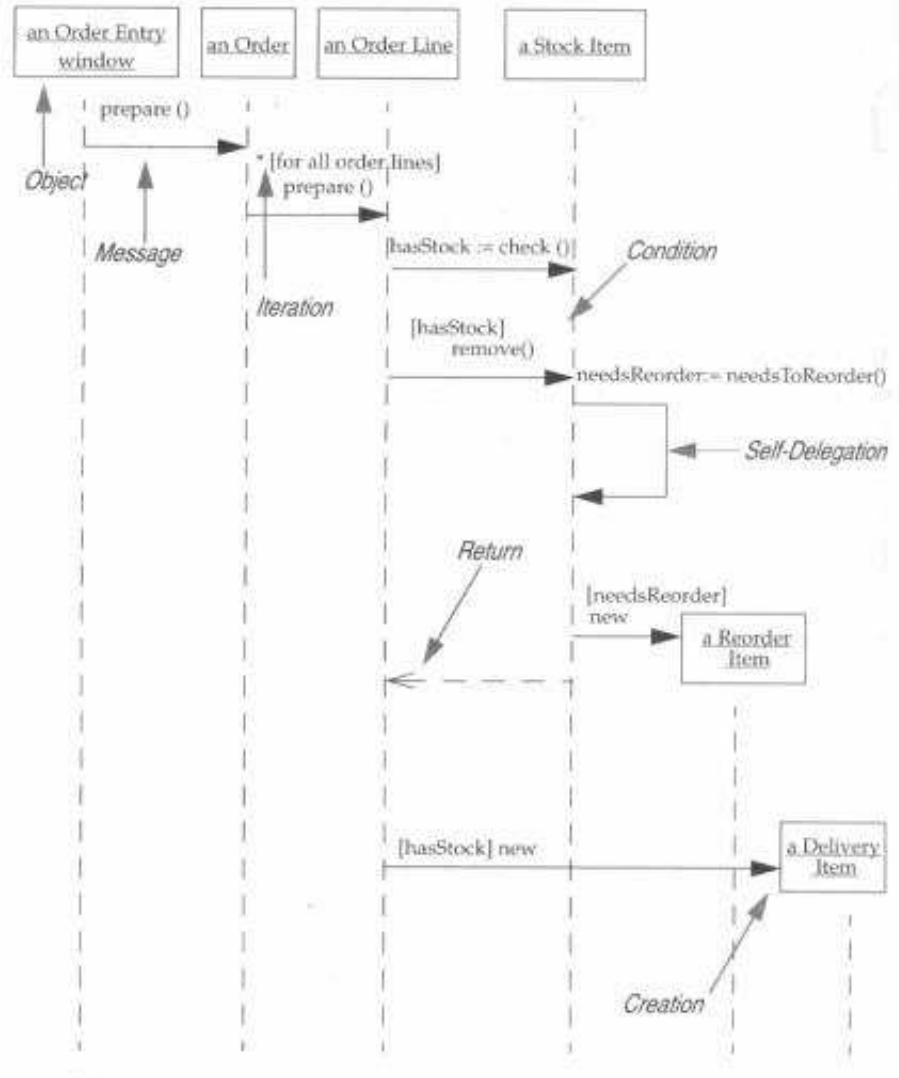 an Order Entry
window
an Order
an Order Line
a Stock Item
prepare ()
* [for all order lines]
prepare ()
Object
Message
Iteration
hasStock := check ()
Condition
[hasStock]
remove()
needsReorder:= needsToReorder()
Self-Delegation
Return
[needsReorder]
new
a Reorder
Item
[hasStock] new
a Delivery
Item
Creation